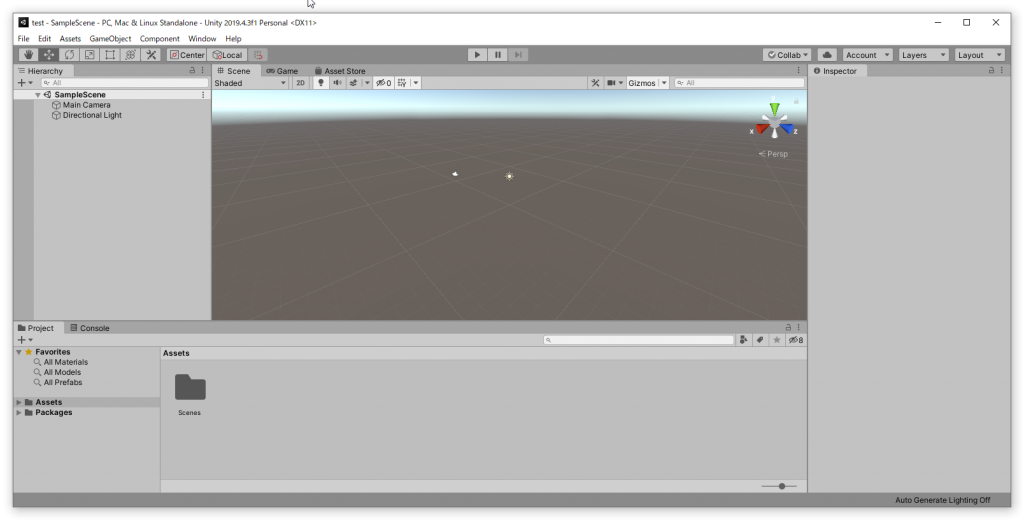 test - SampleScene - PC, Mac & Linux Standalone - Unity 2019.4.3f1 Personal <DX11>
File Edit Assets GameObject Component Window Help
Center Local Collab Account Layers Layout
Hierarchy
All
SampleScene
Main Camera
Directional Light
Scene Game Asset Store
Shaded 2D 0 Gizmos All
x z
Persp
Inspector
Project Console
8
Favorites
All Materials
All Models
All Prefabs
Assets
Packages
Assets
Scenes
Auto Generate Lighting Off